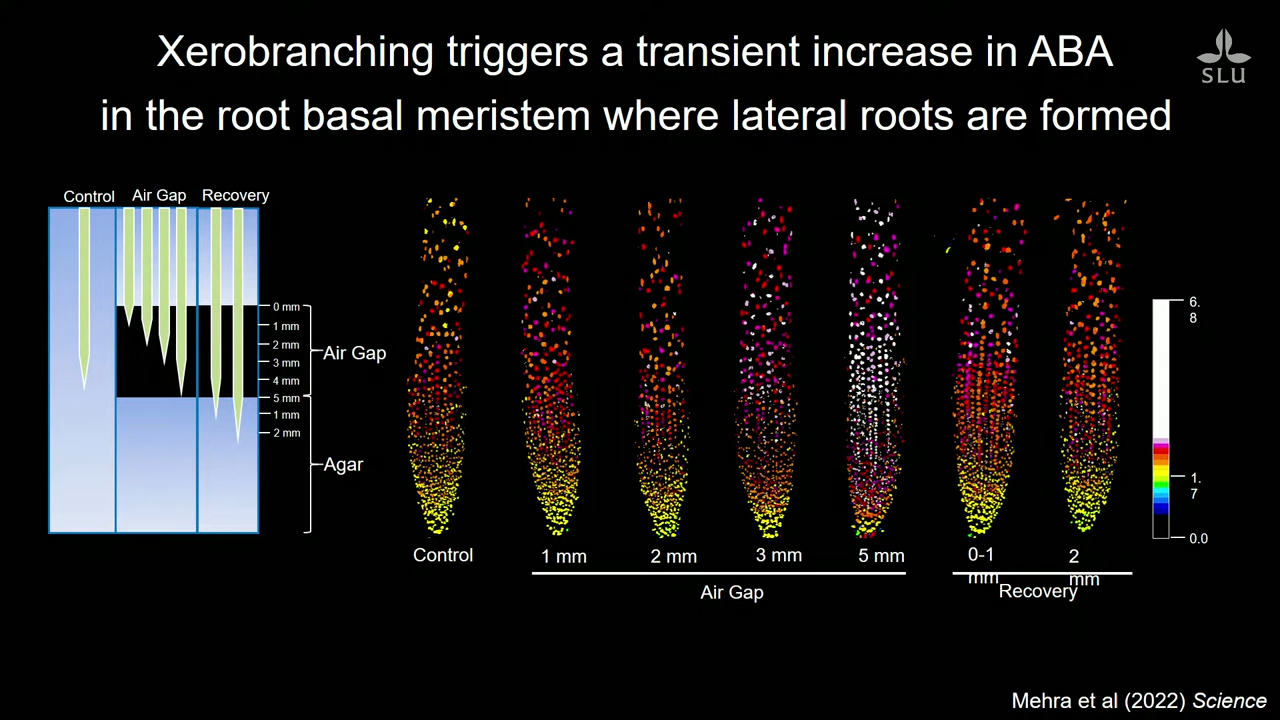 Xerobranching triggers a transient increase in ABA
in the root basal meristem where lateral roots are formed
SLU
Control
Air Gap
Recovery
0 mm
1 mm
2 mm
3 mm
4 mm
5 mm
1 mm
2 mm
Air Gap
Agar
6.
8
1.
7
0.0
Control
1 mm
2 mm
3 mm
5 mm
0-1
mm
2
mm
Air Gap
Recovery
Mehra et al (2022) Science